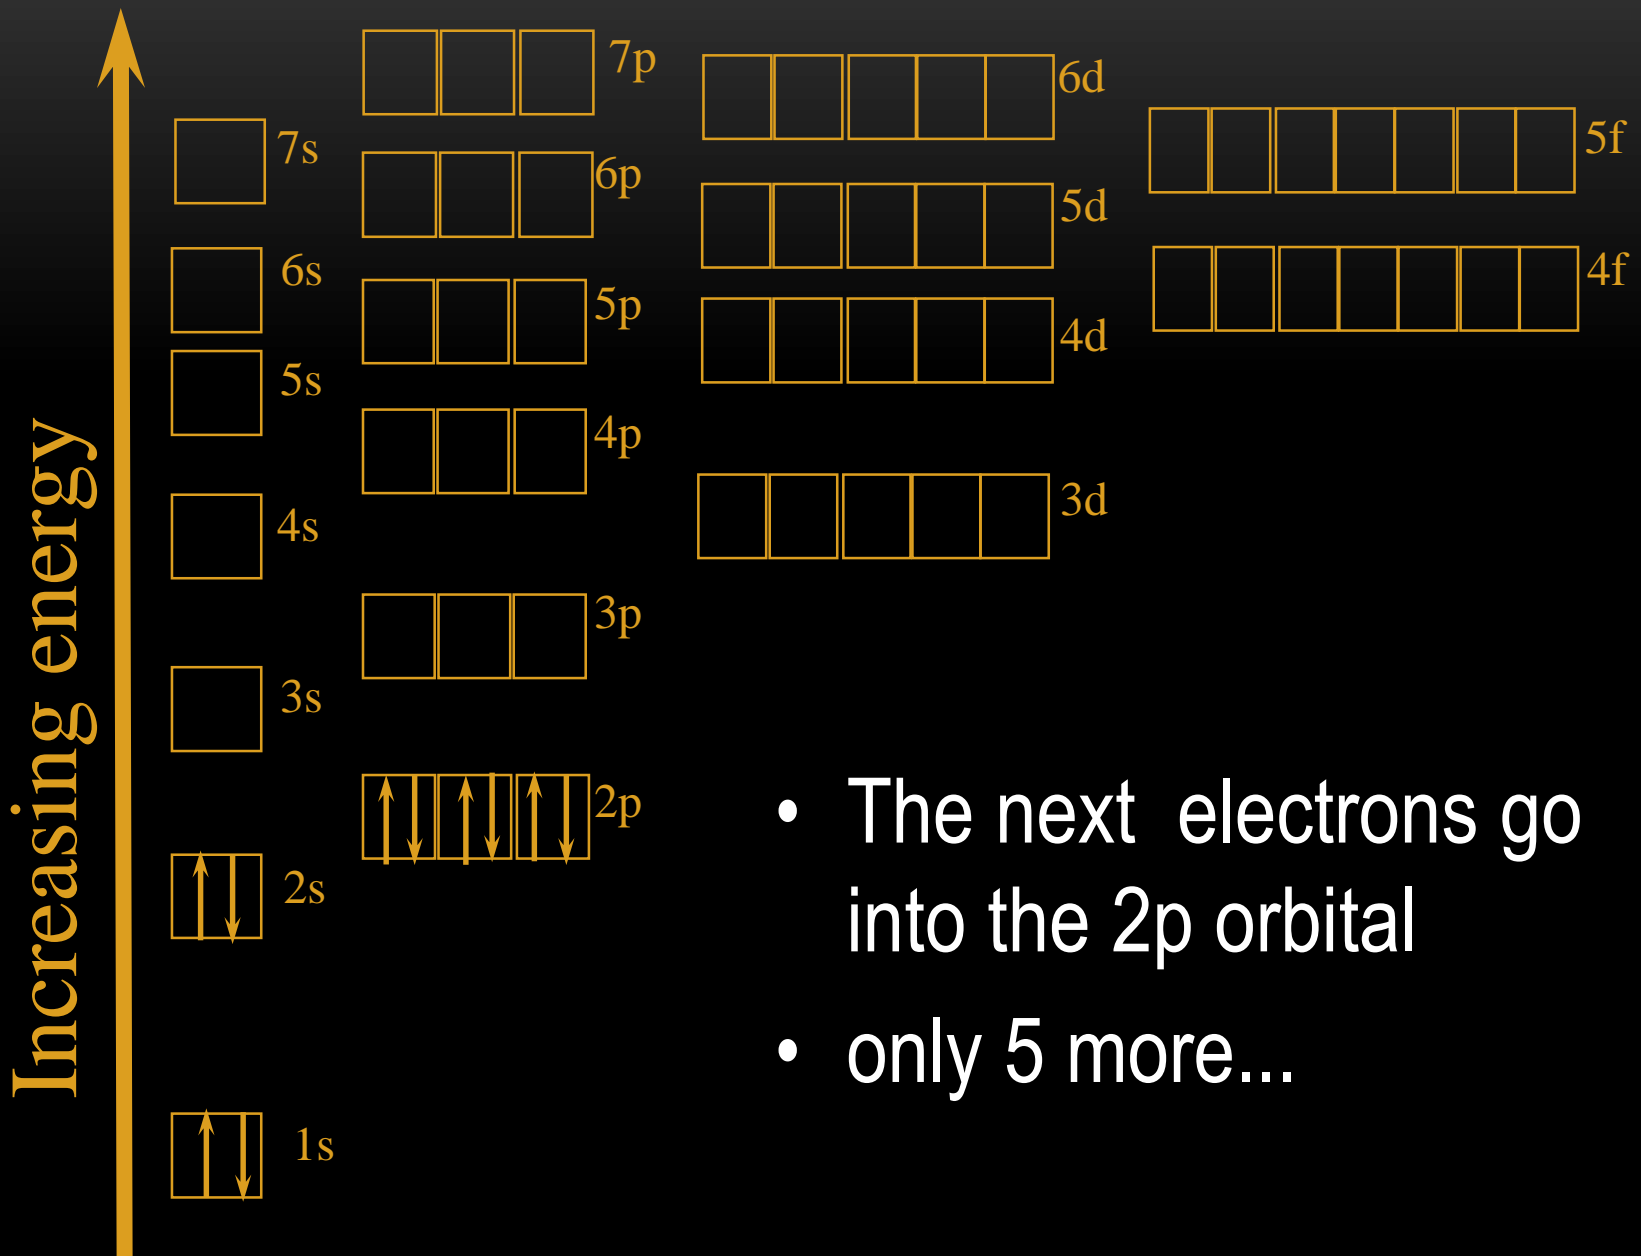 Increasing energy
7p
6d
7s
5f
6p
5d
6s
4f
5p
4d
5s
4p
3d
4s
3p
3s
2p
2s
1s
• The next  electrons go
into the 2p orbital
• only 5 more...